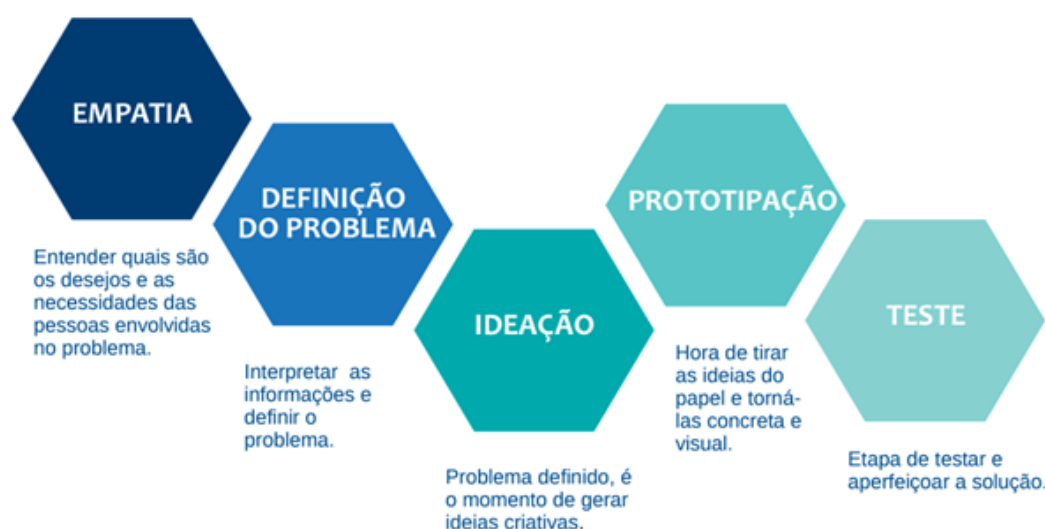 EMPATIA
Entender quais são
os desejos e as
necessidades das
pessoas envolvidas
no problema.
DEFINIÇÃO
DO PROBLEMA
Interpretar as
informações e
definir o
problema.
IDEAÇÃO
Problema definido, é
o momento de gerar
ideias criativas.
PROTOTIPAÇÃO
Hora de tirar
as ideias do
papel e torná-
las concreta e
visual.
TESTE
Etapa de testar e
aperfeiçoar a solução.